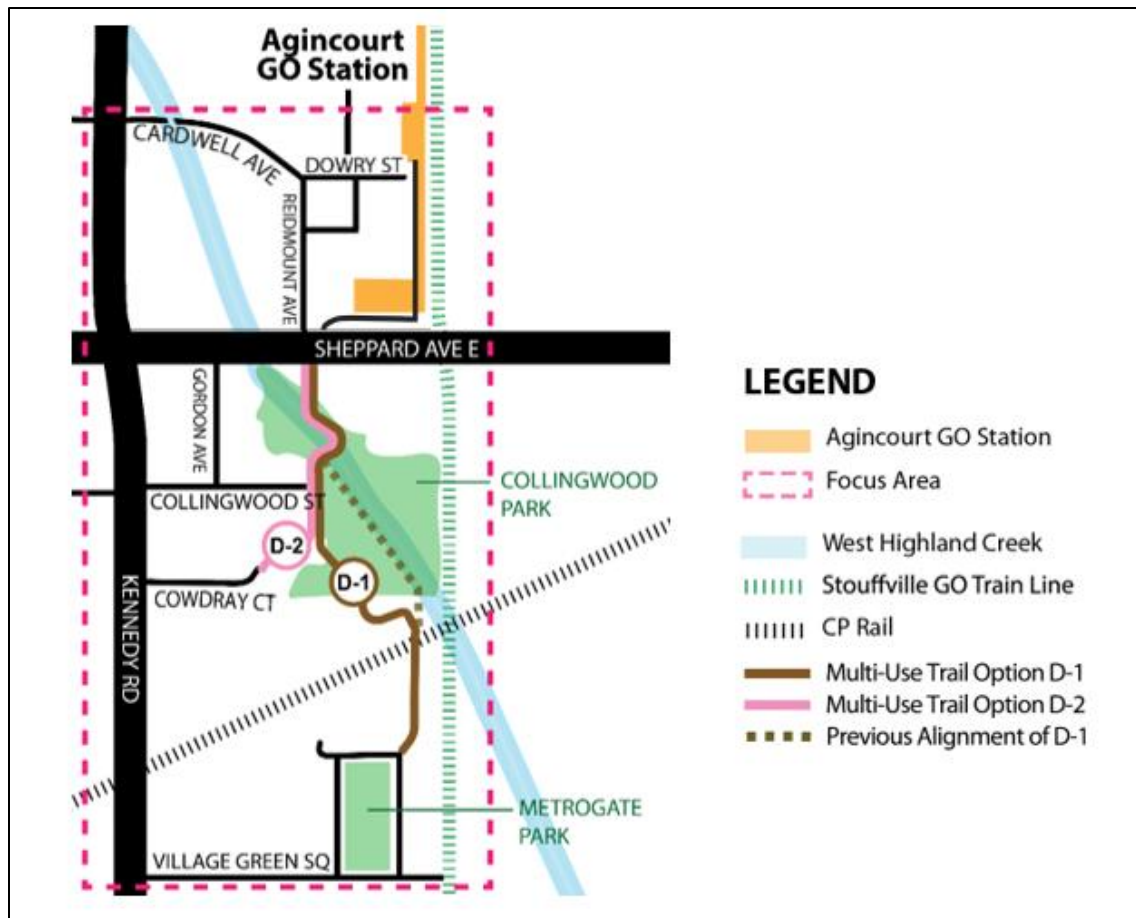 Agincourt
GO Station
CARDWELL AVE
DOWRY ST
REIDMOUNT AVE
SHEPPARD AVE E
GORDON AVE
COLLINGWOOD ST
COLLINGWOOD
PARK
D-2
D-1
COWDRAY CT
KENNEDY RD
METROGATE
PARK
VILLAGE GREEN SQ
LEGEND
Agincourt GO Station
Focus Area
West Highland Creek
Stouffville GO Train Line
CP Rail
Multi-Use Trail Option D-1
Multi-Use Trail Option D-2
Previous Alignment of D-1